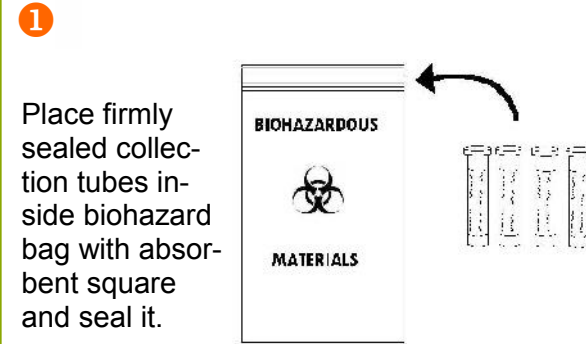 1
Place firmly
sealed collec-
tion tubes in-
side biohazard
bag with absor-
bent square
and seal it.
BIOHAZARDOUS
MATERIALS